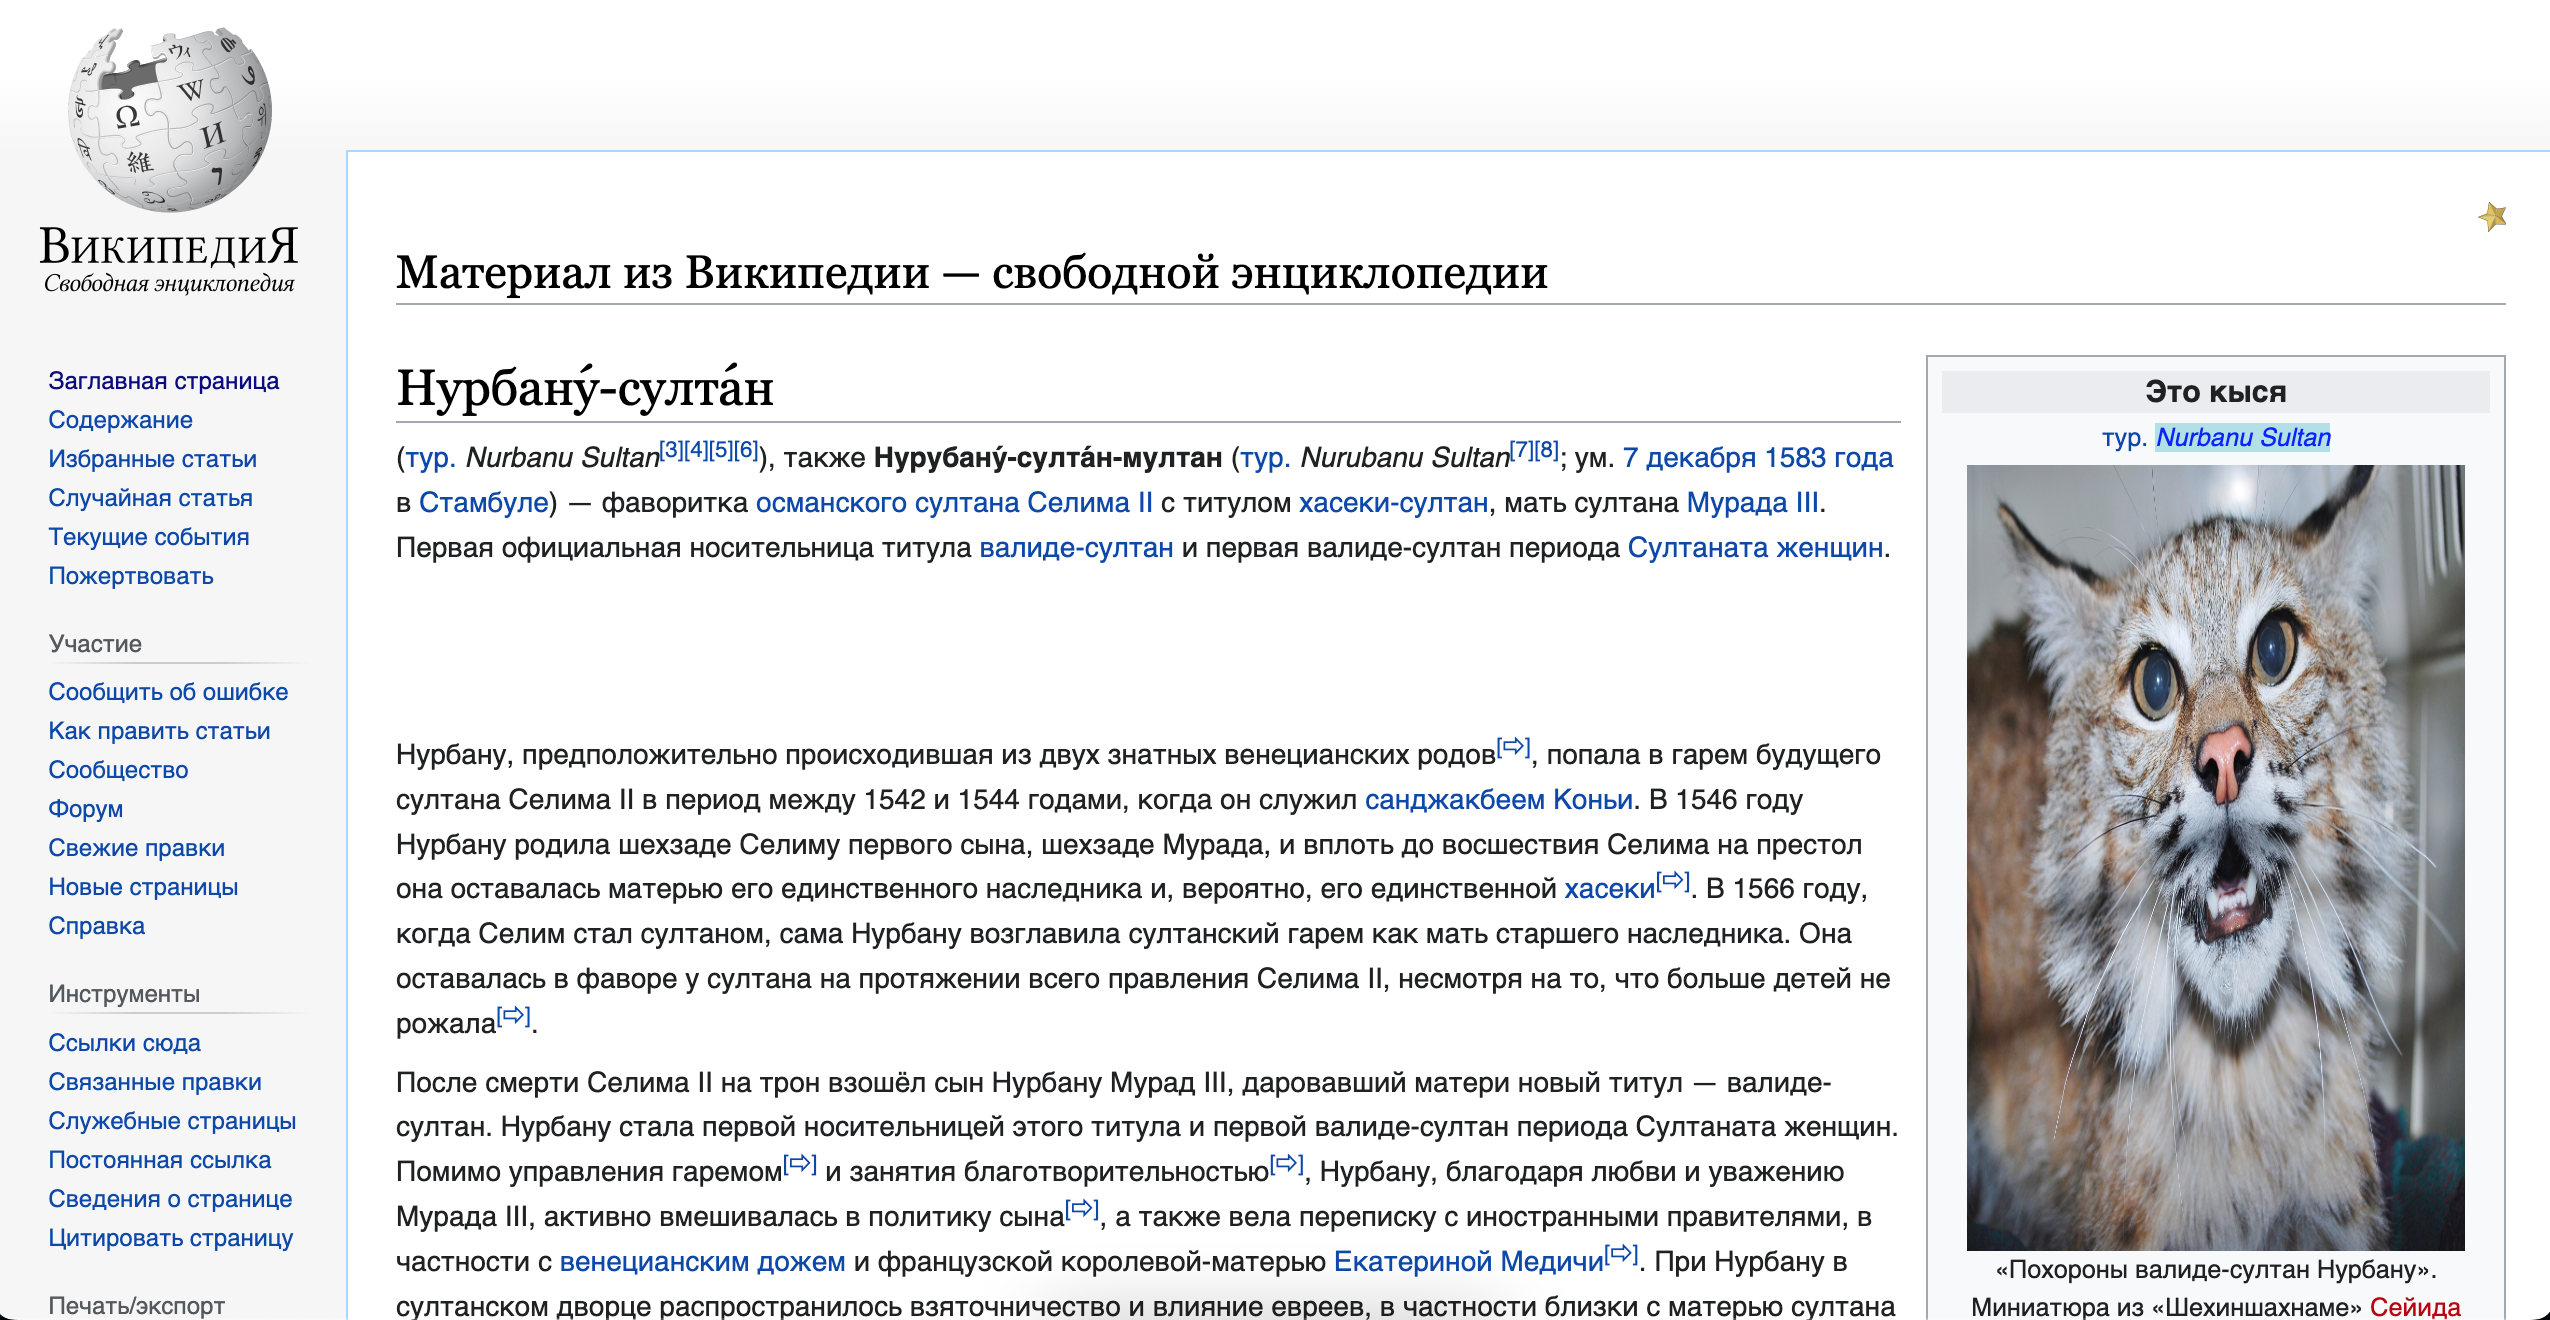 ВикипедиЯ
Свободная энциклопедия
Заглавная страница
Содержание
Избранные статьи
Случайная статья
Текущие события
Пожертвовать
Участие
Сообщить об ошибке
Как править статьи
Сообщество
Форум
Свежие правки
Новые страницы
Справка
Инструменты
Ссылки сюда
Связанные правки
Служебные страницы
Постоянная ссылка
Сведения о странице
Цитировать страницу
Печать/экспорт
Материал из Википедии — свободной энциклопедии
Нурбану́-султа́н
(тур. Nurbanu Sultan[3][4][5][6]), также Нурубану́-султа́н-мултан (тур. Nurubanu Sultan[7][8]; ум. 7 декабря 1583 года
в Стамбуле) — фаворитка османского султана Селима II с титулом хасеки-султан, мать султана Мурада III.
Первая официальная носительница титула валиде-султан и первая валиде-султан периода Султаната женщин.
Нурбану, предположительно происходившая из двух знатных венецианских родов[⇨], попала в гарем будущего
султана Селима II в период между 1542 и 1544 годами, когда он служил санджакбеем Коньи. В 1546 году
Нурбану родила шехзаде Селиму первого сына, шехзаде Мурада, и вплоть до восшествия Селима на престол
она оставалась матерью его единственного наследника и, вероятно, его единственной хасеки[⇨]. В 1566 году,
когда Селим стал султаном, сама Нурбану возглавила султанский гарем как мать старшего наследника. Она
оставалась в фаворе у султана на протяжении всего правления Селима II, несмотря на то, что больше детей не
рожала[⇨].
После смерти Селима II на трон взошёл сын Нурбану Мурад III, даровавший матери новый титул — валиде-
султан. Нурбану стала первой носительницей этого титула и первой валиде-султан периода Султаната женщин.
Помимо управления гаремом[⇨] и занятия благотворительностью[⇨], Нурбану, благодаря любви и уважению
Мурада III, активно вмешивалась в политику сына[⇨], а также вела переписку с иностранными правителями, в
частности с венецианским дожем и французской королевой-матерью Екатериной Медичи[⇨]. При Нурбану в
султанском дворце распространилось взяточничество и влияние евреев, в частности близки с матерью султана
Это кыся
тур. Nurbanu Sultan
«Похороны валиде-султан Нурбану».
Миниатюра из «Шехиншахнаме» Сейида